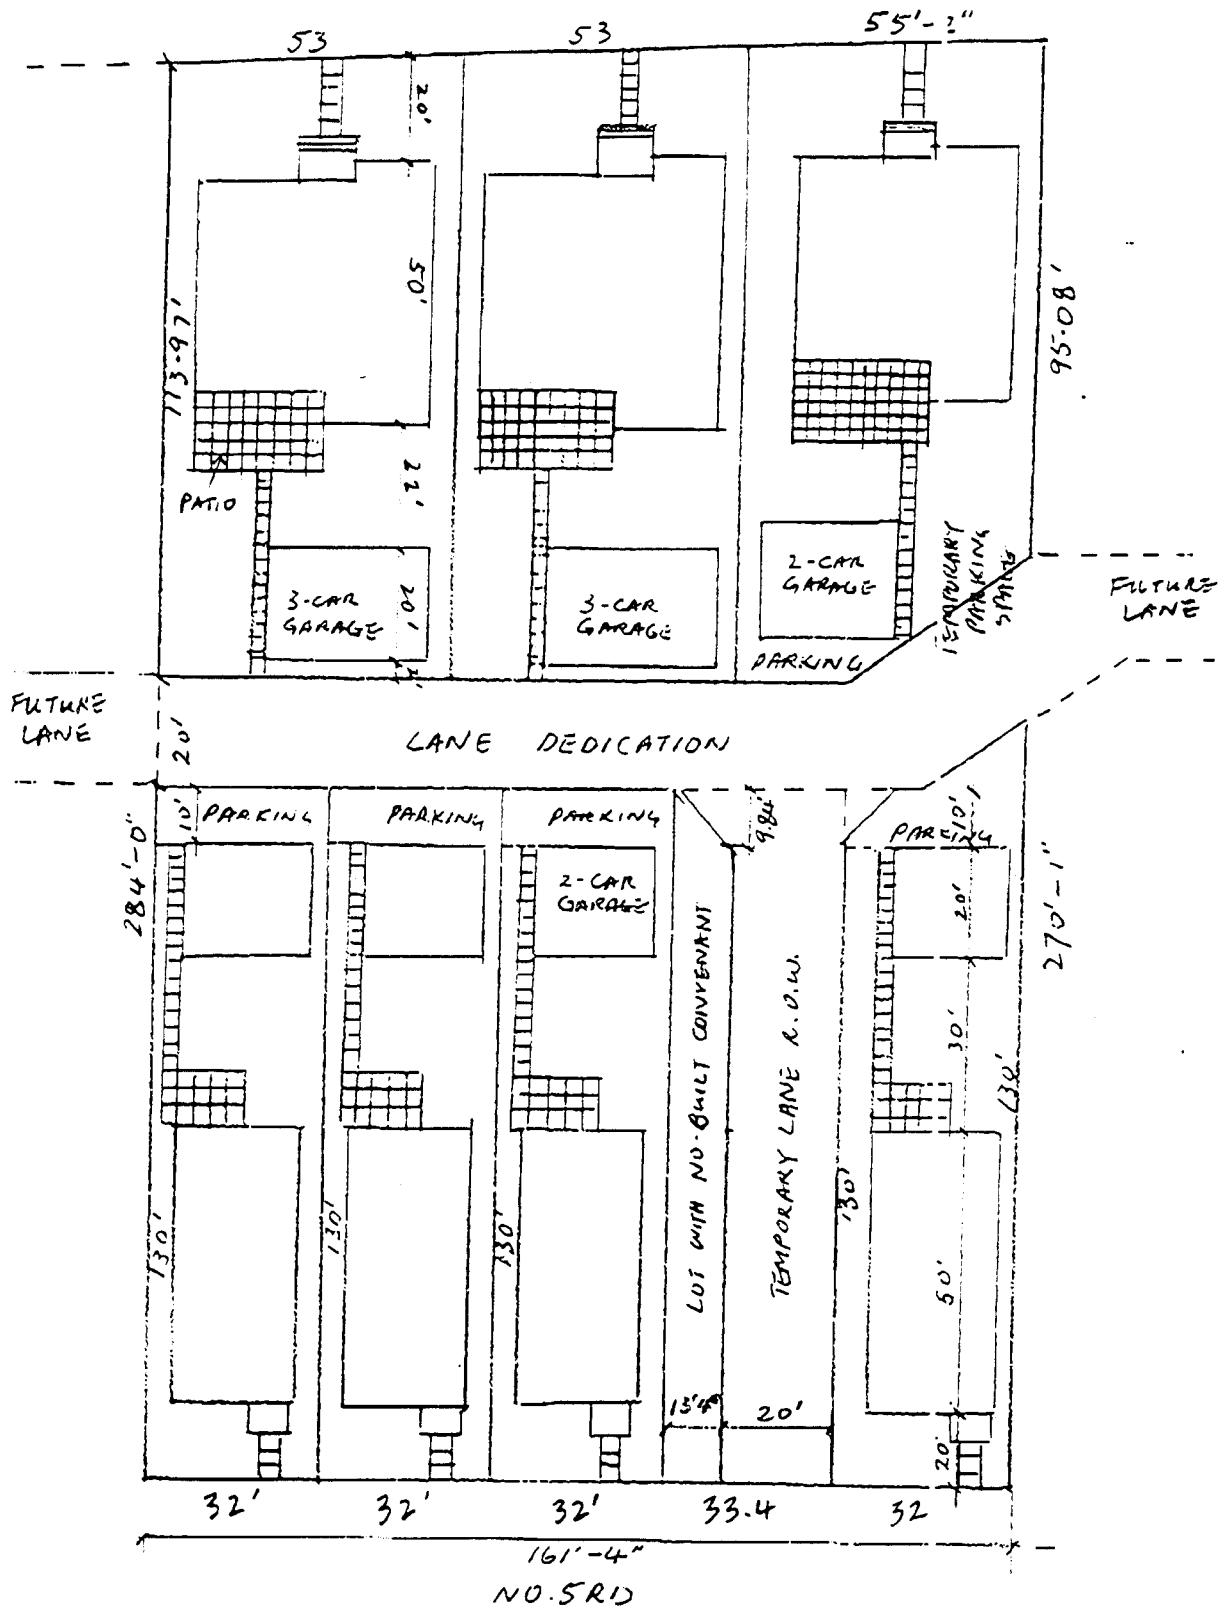 53
53
55'-2"
20'
113.97'
50'
95.08'
22'
PATIO
3-CAR
GARAGE
20'
3-CAR
GARAGE
2-CAR
GARAGE
PARKING
TEMPORARY
PARKING
SPACE
FUTURE
LANE
2'
FUTURE
LANE
20'
LANE DEDICATION
10'
PARKING
PARKING
PARKING
9.84'
PARKING
10'
284'-0"
2-CAR
GARAGE
20'
270'-1"
LOT WITH NO-BUILT CONVENANT
TEMPORARY LANE R.O.W.
30'
130'
130'
130'
130'
130'
50'
13'4"
20'
20'
32'
32'
32'
33.4
32
161'-4"
NO.5 RD